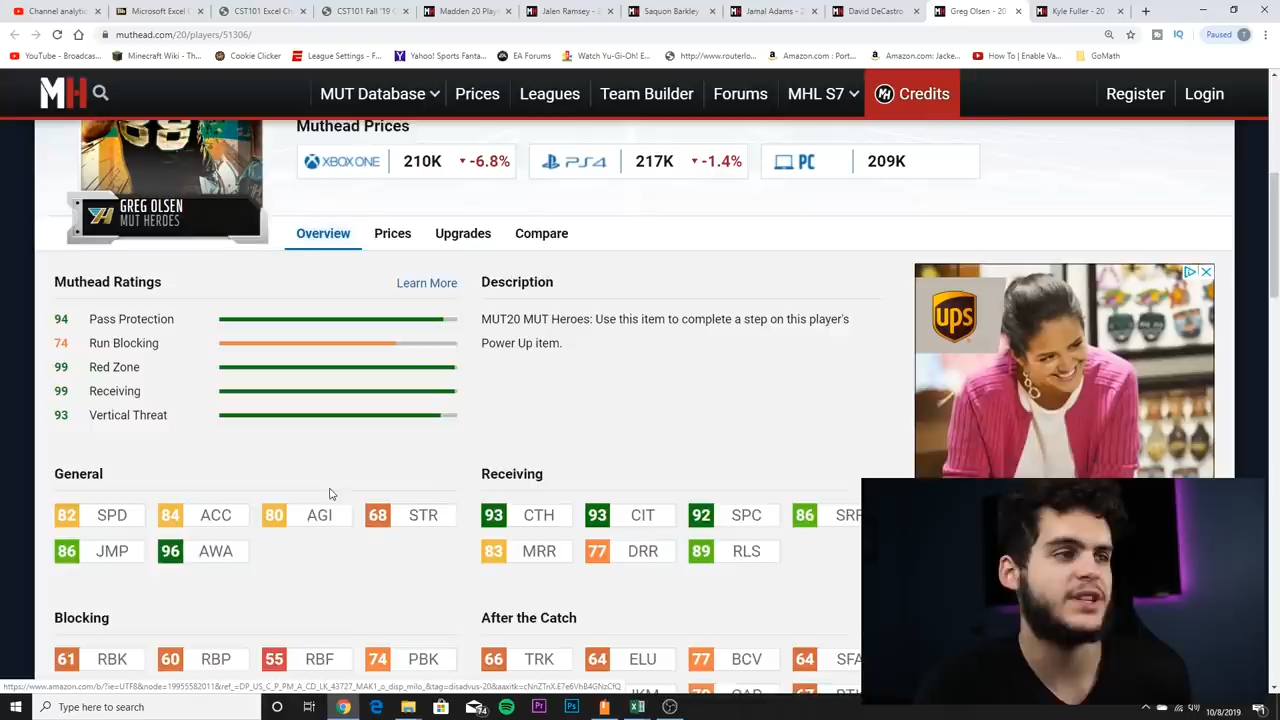 Channel analytic
Microsoft Excel
CST101 Excel Ch
CST101 Fall '19
Madden 20 Play
Jalen Ramsey -
Saquon Barkley
Jamal Adams -
David DeCastro
Greg Olsen - 20
Kyle Fuller - 20
muthead.com/20/players/51306/
Paused
T
YouTube - Broadcas...
Minecraft Wiki - Th...
Cookie Clicker
League Settings - F...
Yahoo! Sports Fanta...
EA Forums
Watch Yu-Gi-Oh! E...
http://www.routerlo...
Amazon.com : Port...
Amazon.com: Jacke...
How To | Enable Va...
GoMath
MH
MUT Database
Prices
Leagues
Team Builder
Forums
MHL S7
Credits
Register
Login
Muthead Prices
XBOX ONE 210K -6.8%
PS4 217K -1.4%
PC 209K
GREG OLSEN
MUT HEROES
Overview
Prices
Upgrades
Compare
Muthead Ratings
Learn More
94 Pass Protection
74 Run Blocking
99 Red Zone
99 Receiving
93 Vertical Threat
Description
MUT20 MUT Heroes: Use this item to complete a step on this player's
Power Up item.
ups
General
82 SPD 84 ACC 80 AGI 68 STR
86 JMP 96 AWA
Receiving
93 CTH 93 CIT 92 SPC 86 SRR
83 MRR 77 DRR 89 RLS
Blocking
61 RBK 60 RBP 55 RBF 74 PBK
After the Catch
66 TRK 64 ELU 77 BCV 64 SFA
Type here to search
10/8/2019